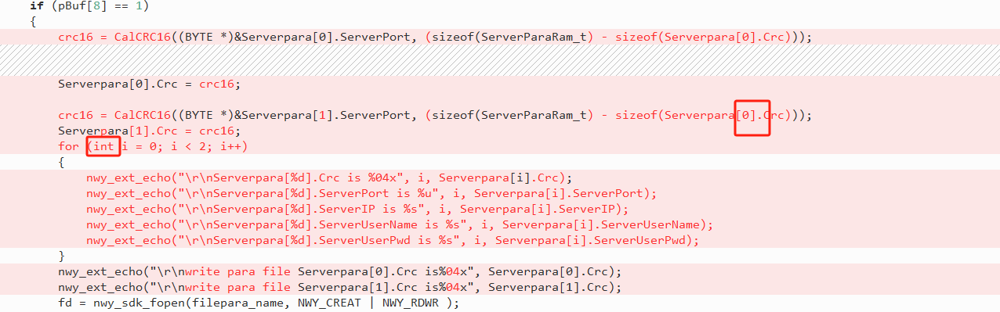 if (pBuf[8] == 1)
{
crc16 = CalCRC16((BYTE *)&Serverpara[0].ServerPort, (sizeof(ServerParaRam_t) - sizeof(Serverpara[0].Crc)));
Serverpara[0].Crc = crc16;
crc16 = CalCRC16((BYTE *)&Serverpara[1].ServerPort, (sizeof(ServerParaRam_t) - sizeof(Serverpara[0].Crc)));
Serverpara[1].Crc = crc16;
for (int i = 0; i < 2; i++)
{
nwy_ext_echo("\r\nServerpara[%d].Crc is %04x", i, Serverpara[i].Crc);
nwy_ext_echo("\r\nServerpara[%d].ServerPort is %u", i, Serverpara[i].ServerPort);
nwy_ext_echo("\r\nServerpara[%d].ServerIP is %s", i, Serverpara[i].ServerIP);
nwy_ext_echo("\r\nServerpara[%d].ServerUserName is %s", i, Serverpara[i].ServerUserName);
nwy_ext_echo("\r\nServerpara[%d].ServerUserPwd is %s", i, Serverpara[i].ServerUserPwd);
}
nwy_ext_echo("\r\nwrite para file Serverpara[0].Crc is%04x", Serverpara[0].Crc);
nwy_ext_echo("\r\nwrite para file Serverpara[1].Crc is%04x", Serverpara[1].Crc);
fd = nwy_sdk_fopen(filepara_name, NWY_CREAT | NWY_RDWR );